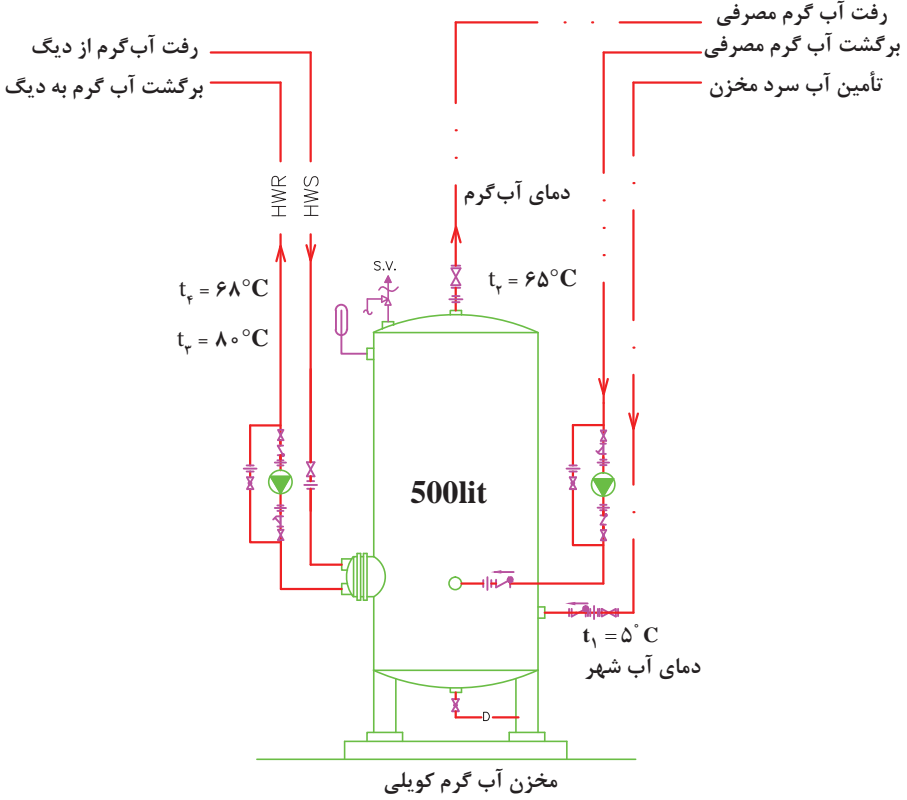 رفت آب گرم مصرفی
برگشت آب گرم مصرفی
تأمین آب سرد مخزن
رفت آب‌گرم از دیگ
برگشت آب گرم به دیگ
HWR
HWS
دمای آب‌گرم
S.V.
t۲ = ۶۵°C
t۴ = ۶۸°C
t۳ = ۸۰°C
500lit
t۱ = ۵°C
دمای آب شهر
D
مخزن آب گرم کویلی